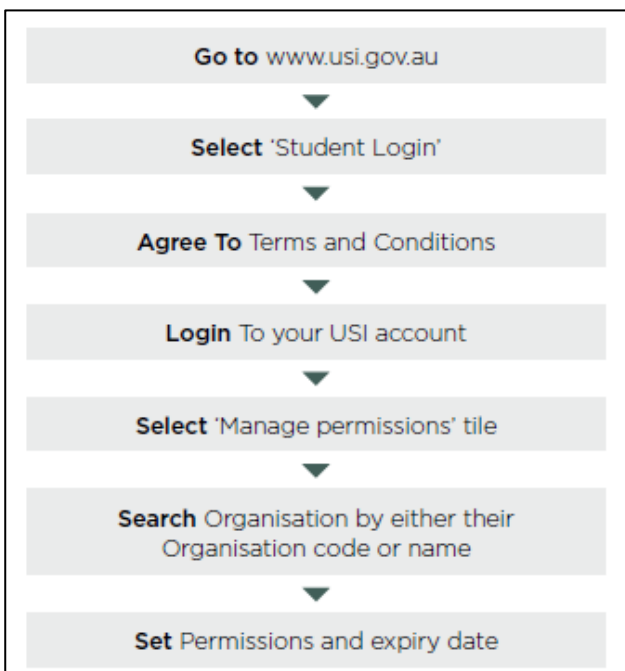 Go to www.usi.gov.au
Select ‘Student Login’
Agree To Terms and Conditions
Login To your USI account
Select ‘Manage permissions’ tile
Search Organisation by either their
Organisation code or name
Set Permissions and expiry date